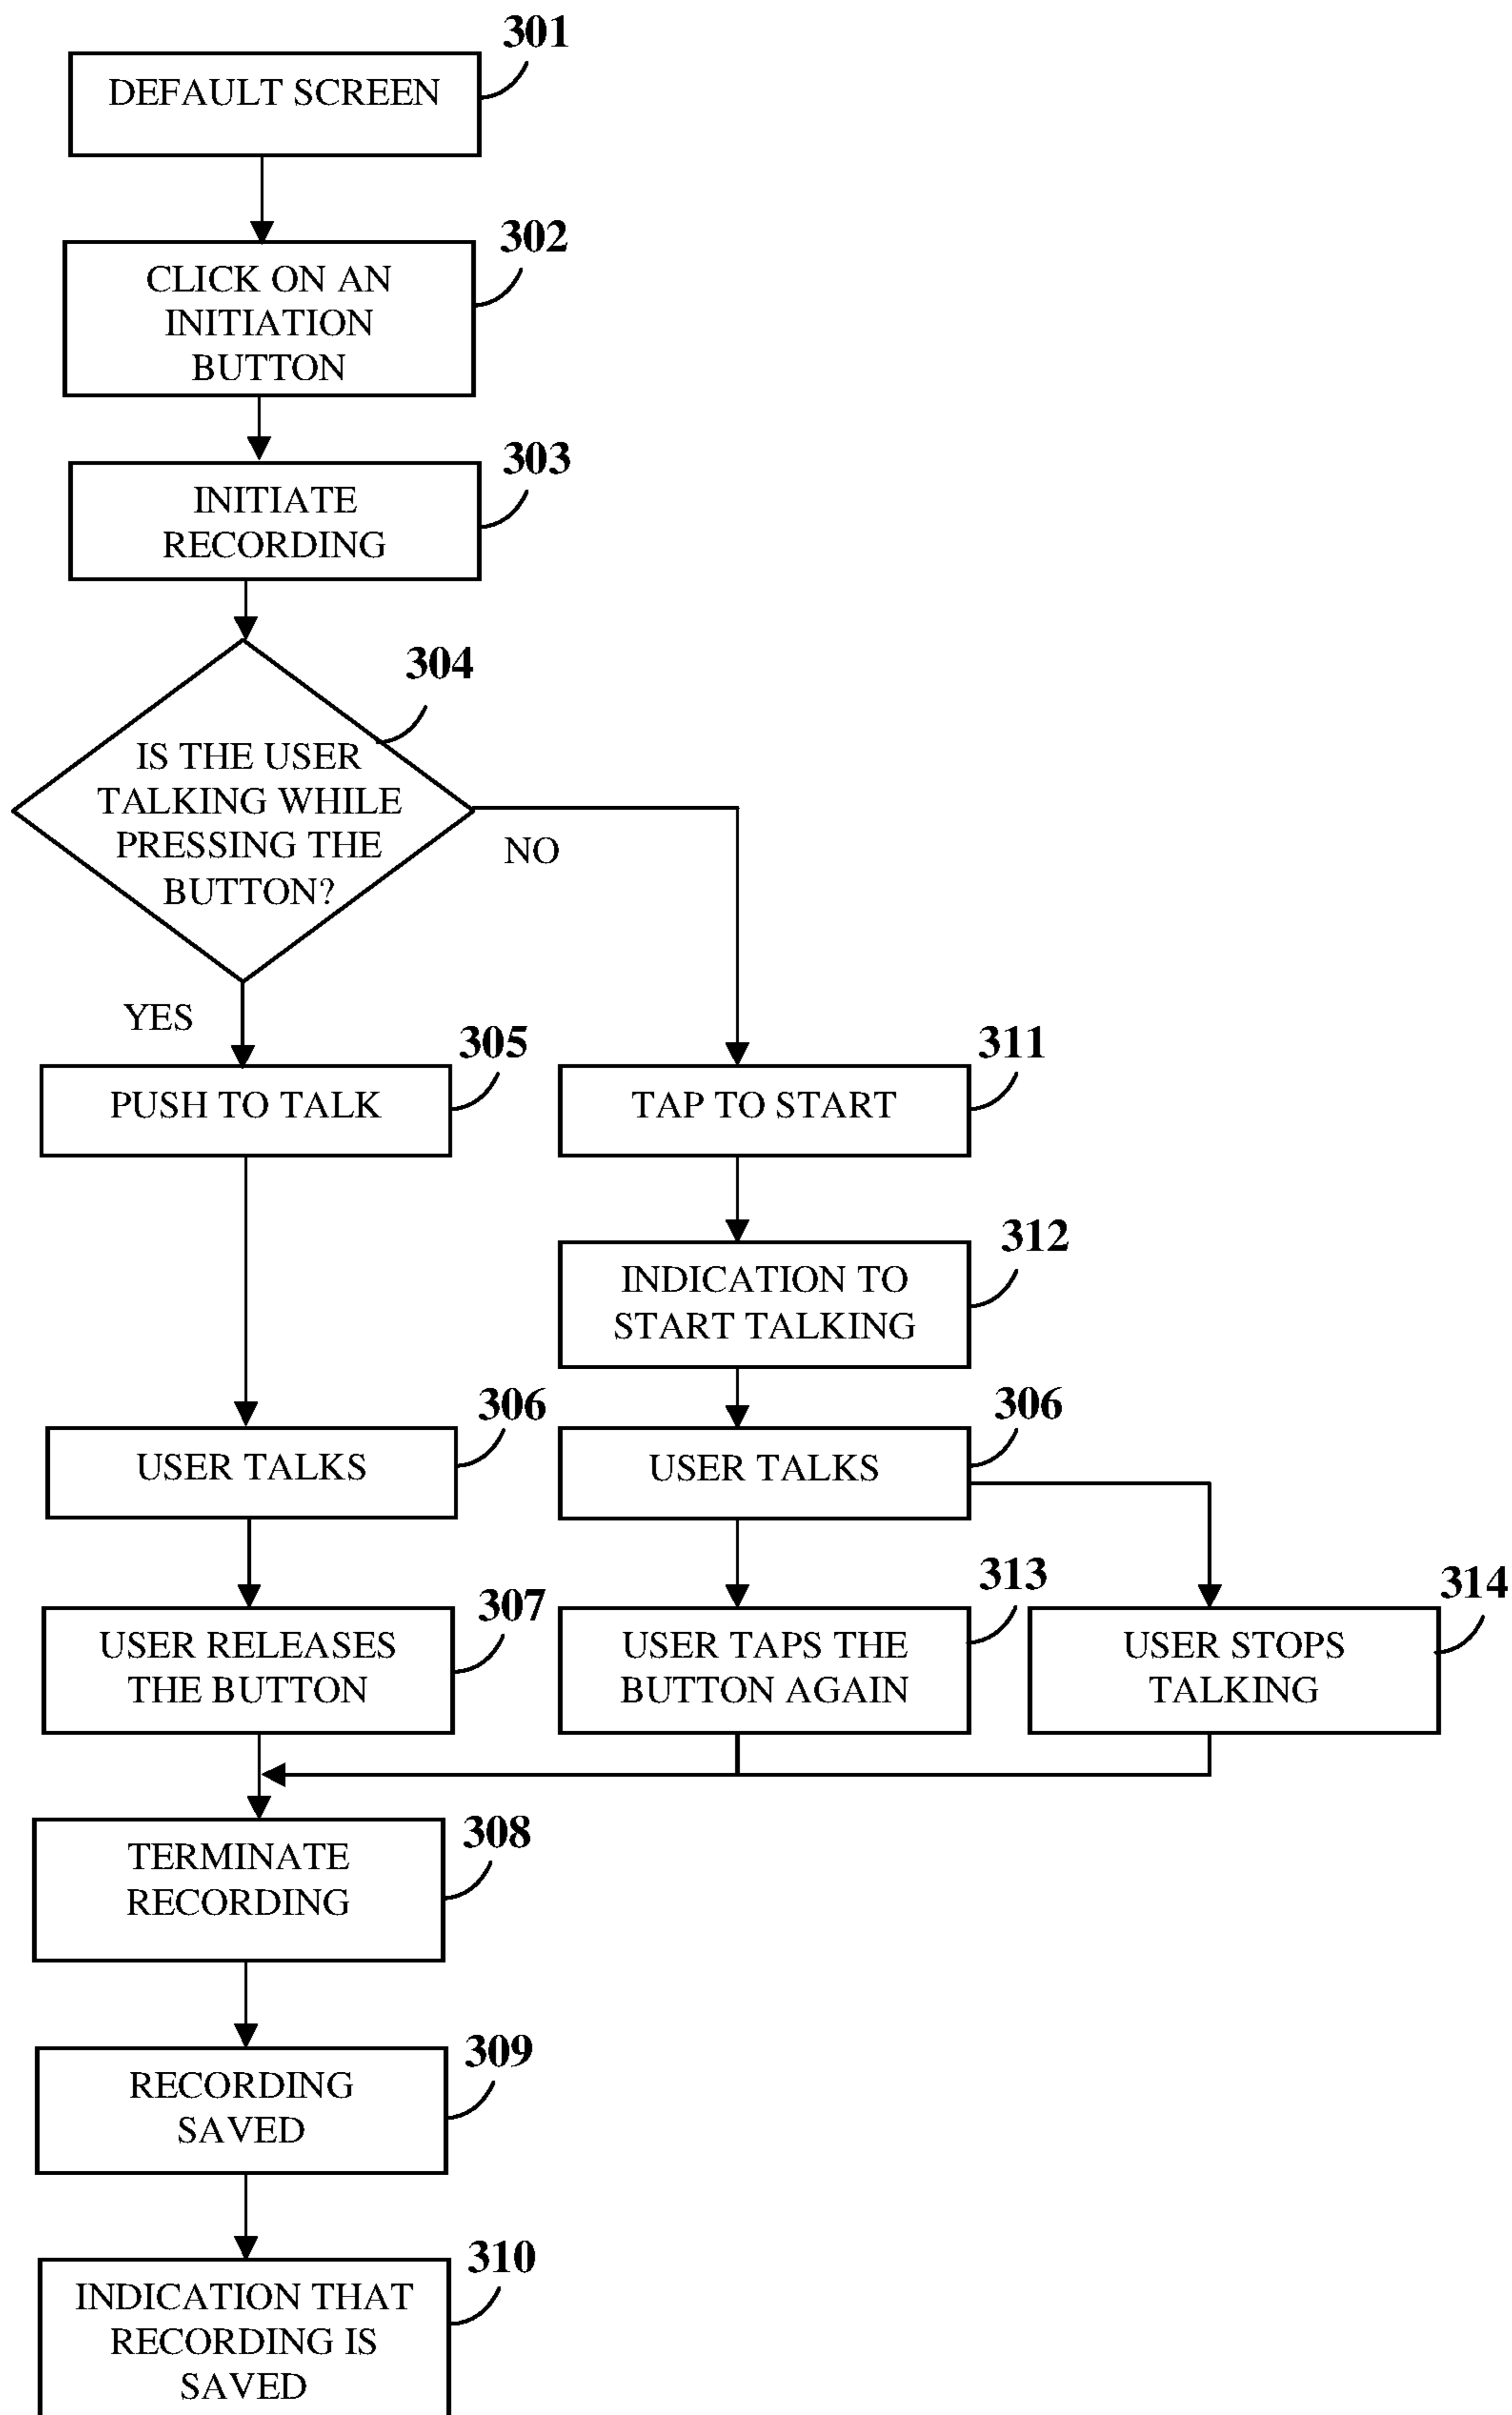 301
DEFAULT SCREEN
302
CLICK ON AN
INITIATION
BUTTON
303
INITIATE
RECORDING
304
IS THE USER
TALKING WHILE
PRESSING THE
BUTTON?
NO
YES
305
PUSH TO TALK
311
TAP TO START
312
INDICATION TO
START TALKING
306
USER TALKS
306
USER TALKS
307
USER RELEASES
THE BUTTON
313
USER TAPS THE
BUTTON AGAIN
314
USER STOPS
TALKING
308
TERMINATE
RECORDING
309
RECORDING
SAVED
310
INDICATION THAT
RECORDING IS
SAVED